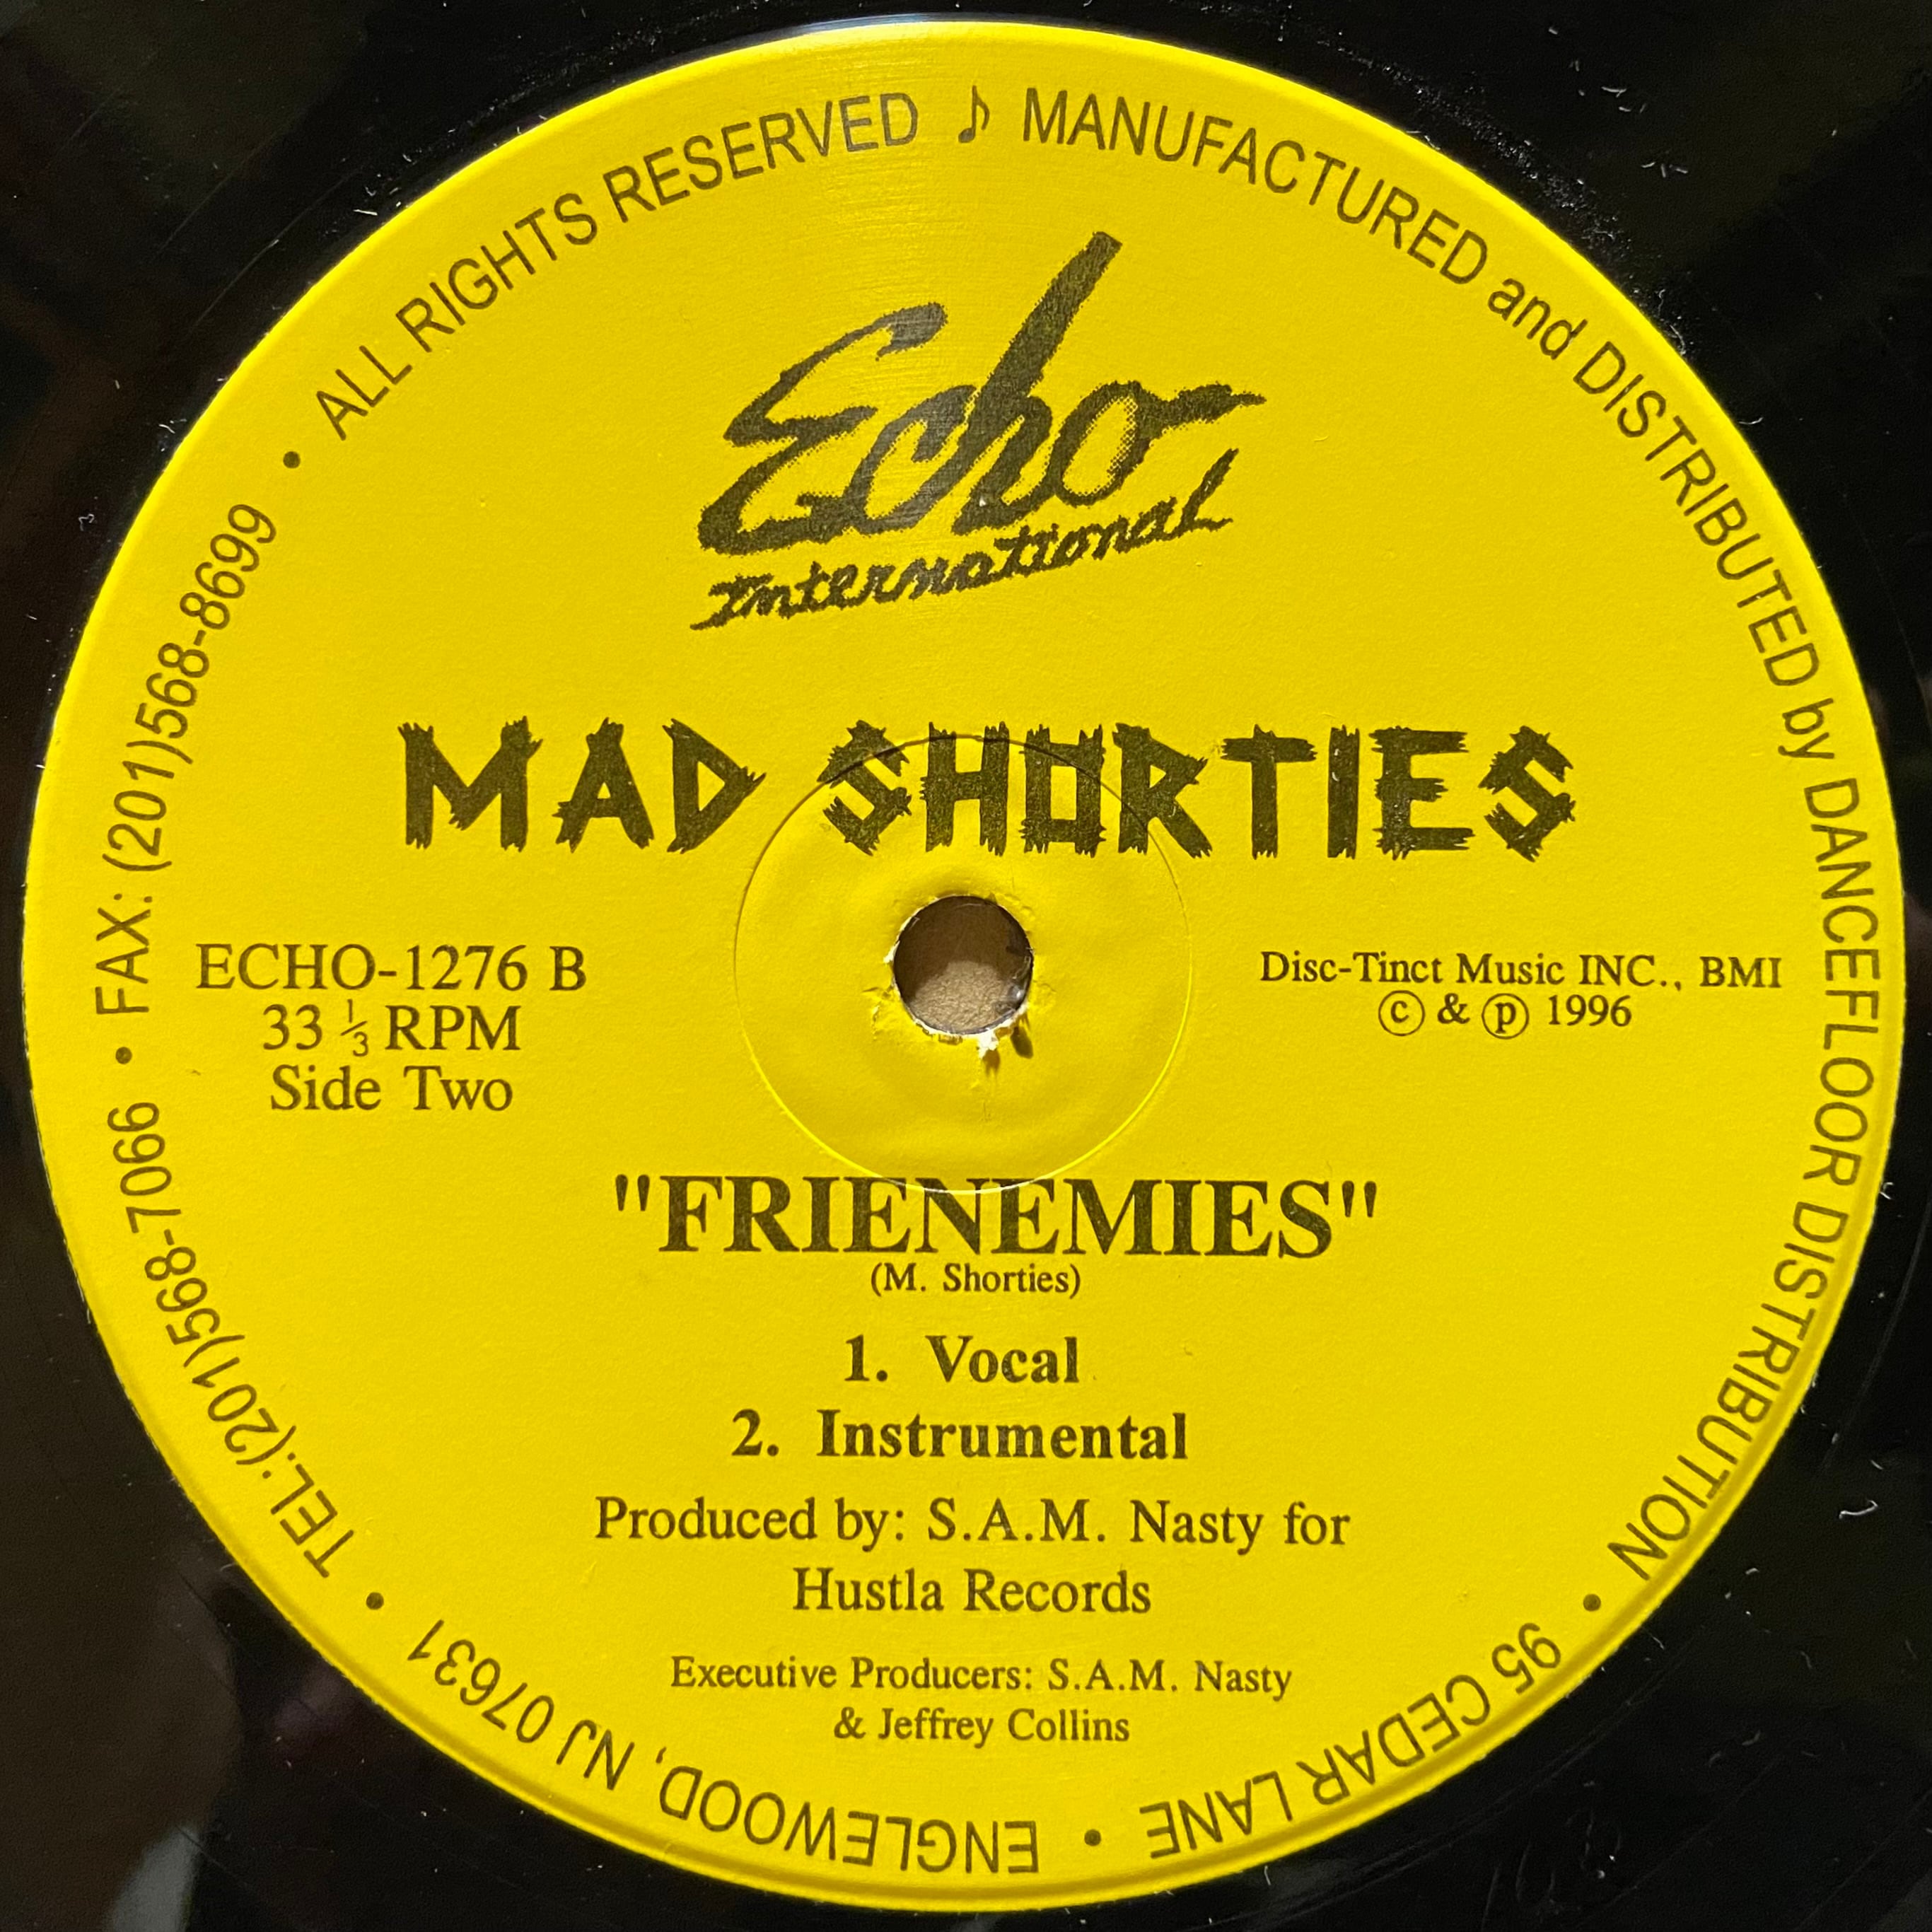 ALL RIGHTS RESERVED ♪ MANUFACTURED and DISTRIBUTED by DANCEFLOOR DISTRIBUTION • 95 CEDAR LANE • ENGLEWOOD, NJ 07631 • TEL.:(201)568-7066 • FAX: (201)568-8699 •
Echo
International
MAD SHORTIES
ECHO-1276 B
33 ⅓ RPM
Side Two
Disc-Tinct Music INC., BMI
ⓒ & ⓟ 1996
"FRIENEMIES"
(M. Shorties)
1. Vocal
2. Instrumental
Produced by: S.A.M. Nasty for
Hustla Records
Executive Producers: S.A.M. Nasty
& Jeffrey Collins